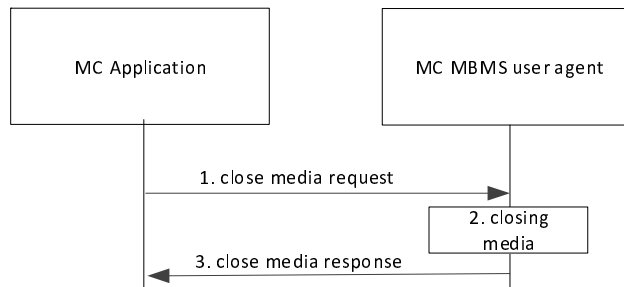 MC Application
MC MBMS user agent
1. close media request
2. closing
media
3. close media response